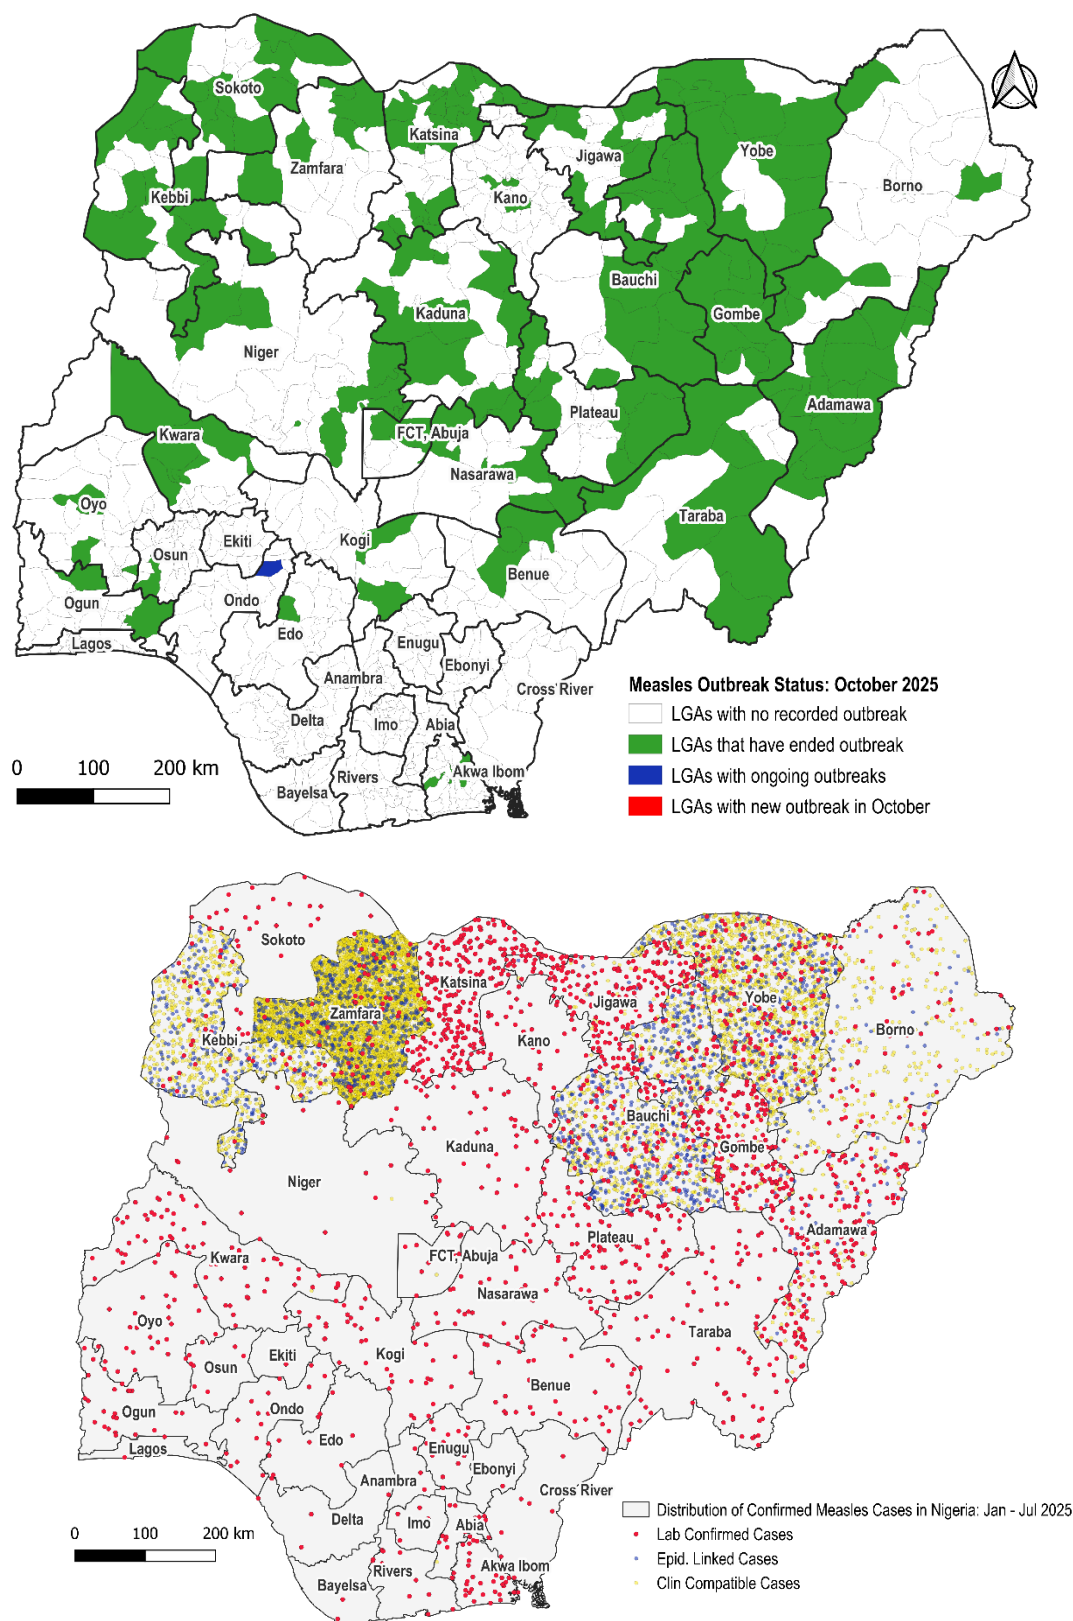 Sokoto
Katsina
Zamfara
Jigawa
Yobe
Kebbi
Kano
Borno
Bauchi
Kaduna
Gombe
Niger
Adamawa
Plateau
Kwara
FCT, Abuja
Nasarawa
Oyo
Taraba
Kogi
Osun
Ekiti
Benue
Ogun
Ondo
Edo
Lagos
Enugu
Ebonyi
Anambra
Cross River
Delta
Imo
Abia
Rivers
Akwa Ibom
Bayelsa
Measles Outbreak Status: October 2025
LGAs with no recorded outbreak
LGAs that have ended outbreak
LGAs with ongoing outbreaks
LGAs with new outbreak in October
0 100 200 km
Sokoto
Katsina
Zamfara
Jigawa
Yobe
Kebbi
Kano
Borno
Bauchi
Kaduna
Gombe
Niger
Adamawa
Plateau
Kwara
FCT, Abuja
Nasarawa
Oyo
Taraba
Kogi
Osun
Ekiti
Benue
Ogun
Ondo
Edo
Lagos
Enugu
Ebonyi
Anambra
Cross River
Delta
Imo
Abia
Rivers
Akwa Ibom
Bayelsa
Distribution of Confirmed Measles Cases in Nigeria: Jan - Jul 2025
Lab Confirmed Cases
Epid. Linked Cases
Clin Compatible Cases
0 100 200 km